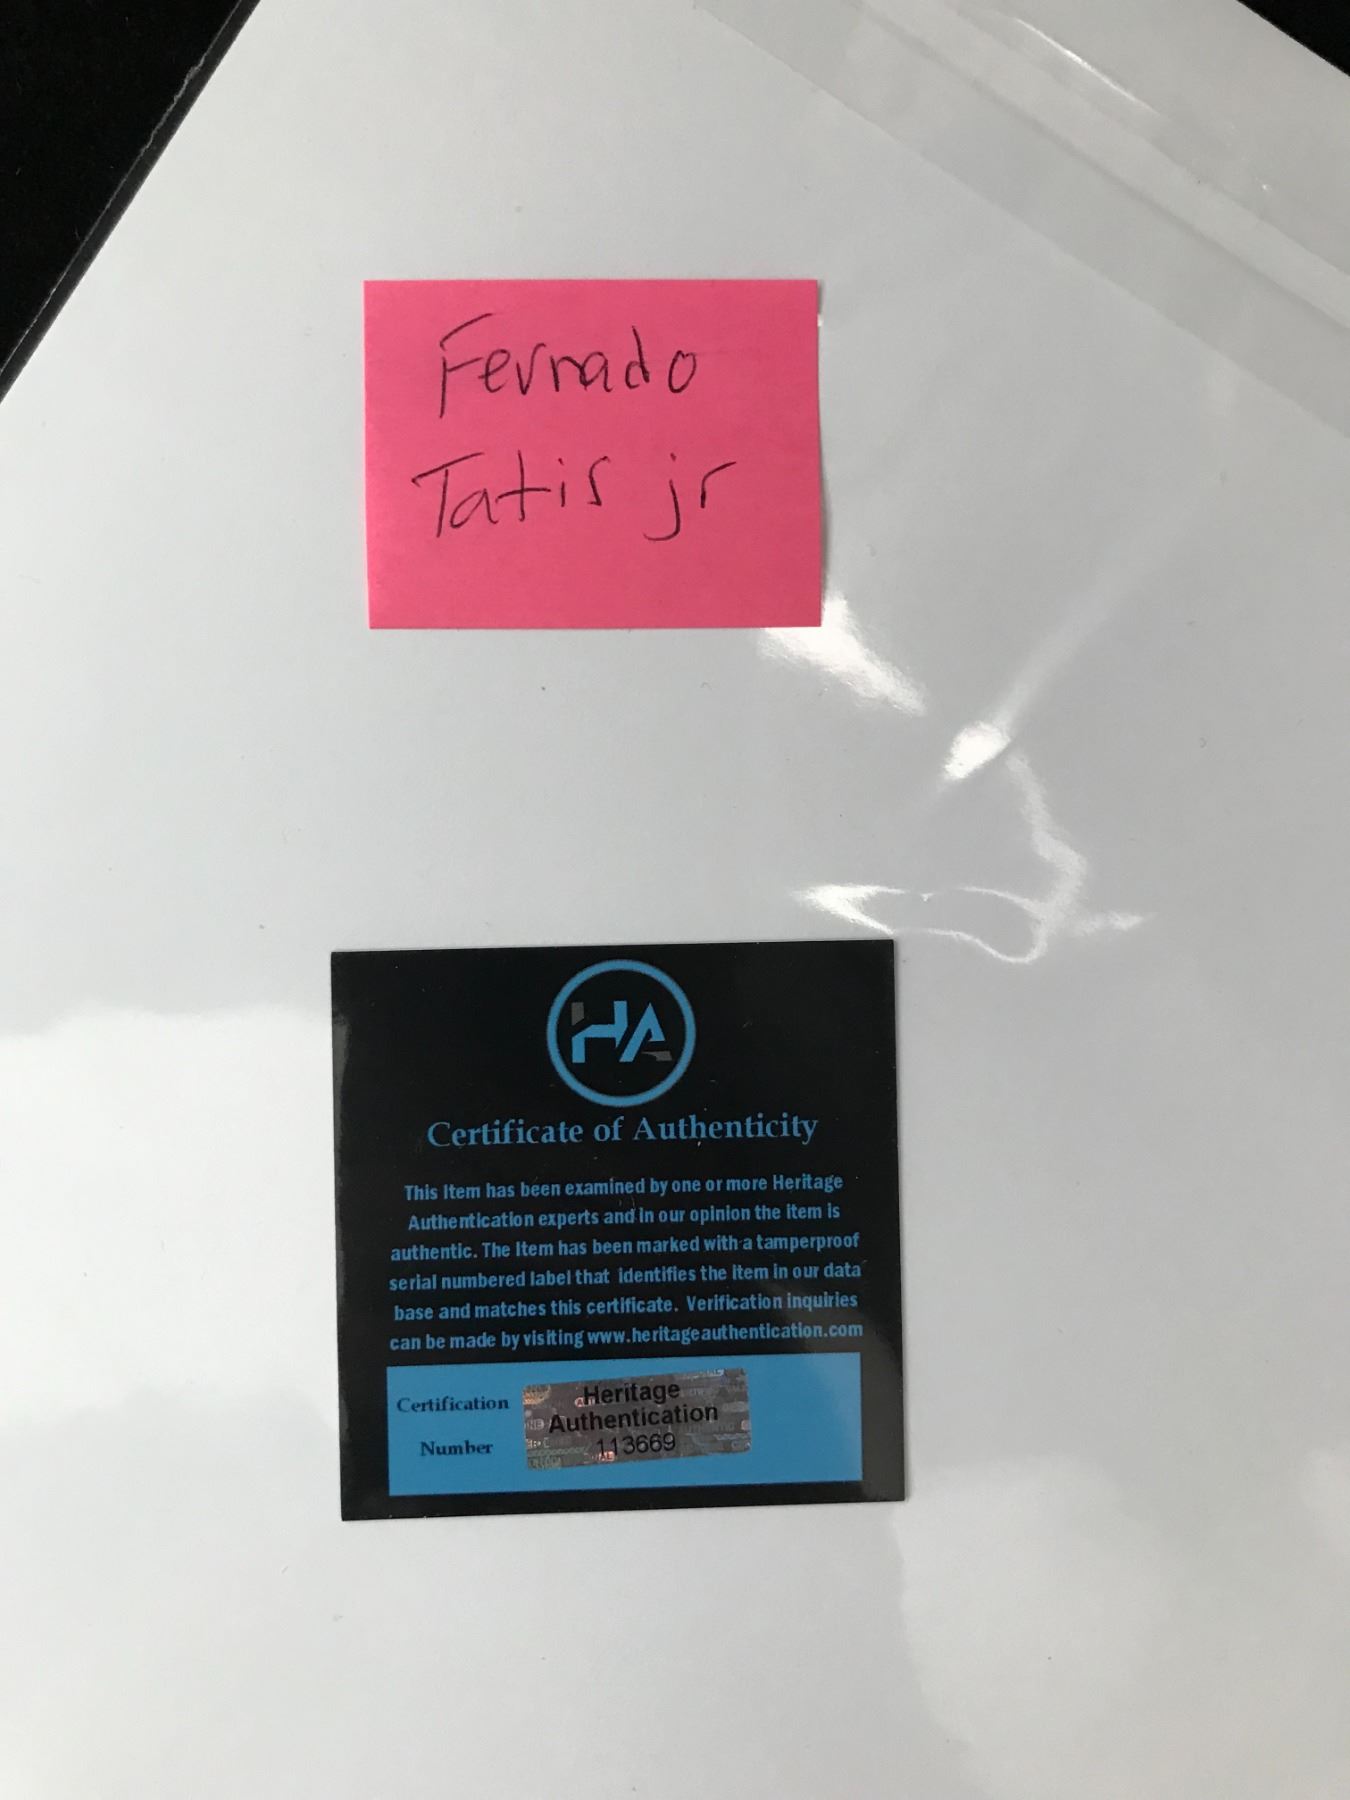 Fernado
Tatis jr
HA
Certificate of Authenticity
This Item has been examined by one or more Heritage
Authentication experts and in our opinion the item is
authentic. The Item has been marked with a tamperproof
serial numbered label that identifies the item in our data
base and matches this certificate. Verification inquiries
can be made by visiting www.heritageauthentication.com
Certification
Number
Heritage
Authentication
113669